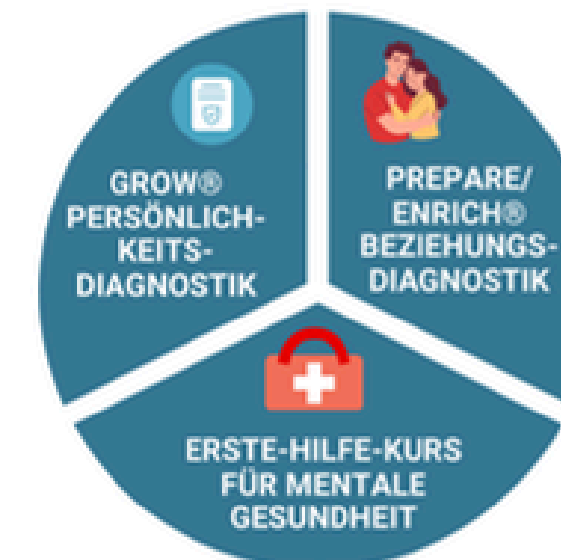 GROW®
PERSÖNLICH-
KEITS-
DIAGNOSTIK
PREPARE/
ENRICH®
BEZIEHUNGS-
DIAGNOSTIK
ERSTE-HILFE-KURS
FÜR MENTALE
GESUNDHEIT